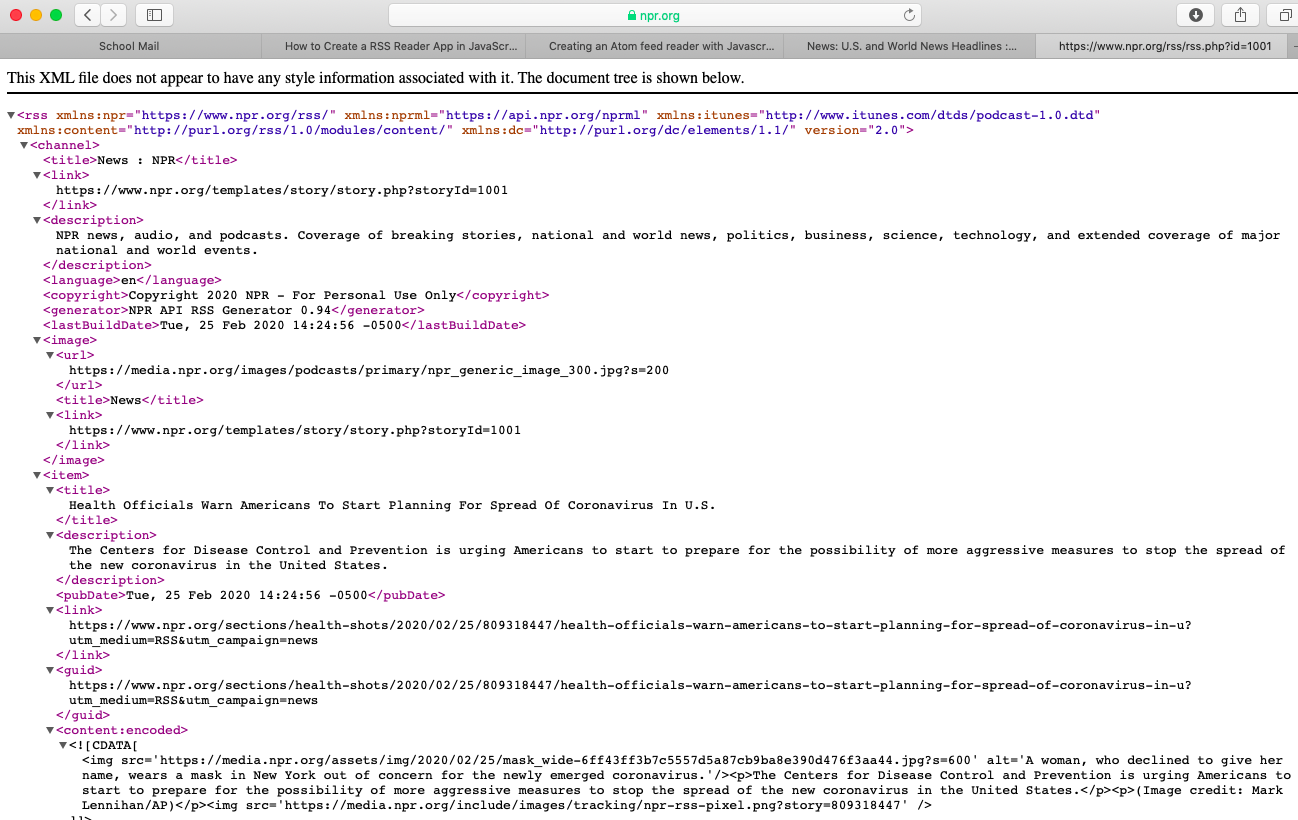 npr.org
School Mail
How to Create a RSS Reader App in JavaScr...
Creating an Atom feed reader with Javascr...
News: U.S. and World News Headlines :...
https://www.npr.org/rss/rss.php?id=1001
This XML file does not appear to have any style information associated with it. The document tree is shown below.
▼<rss xmlns:npr="https://www.npr.org/rss/" xmlns:nprml="https://api.npr.org/nprml" xmlns:itunes="http://www.itunes.com/dtds/podcast-1.0.dtd"
xmlns:content="http://purl.org/rss/1.0/modules/content/" xmlns:dc="http://purl.org/dc/elements/1.1/" version="2.0">
▼<channel>
<title>News : NPR</title>
▼<link>
https://www.npr.org/templates/story/story.php?storyId=1001
</link>
▼<description>
NPR news, audio, and podcasts. Coverage of breaking stories, national and world news, politics, business, science, technology, and extended coverage of major
national and world events.
</description>
<language>en</language>
<copyright>Copyright 2020 NPR - For Personal Use Only</copyright>
<generator>NPR API RSS Generator 0.94</generator>
<lastBuildDate>Tue, 25 Feb 2020 14:24:56 -0500</lastBuildDate>
▼<image>
▼<url>
https://media.npr.org/images/podcasts/primary/npr_generic_image_300.jpg?s=200
</url>
<title>News</title>
▼<link>
https://www.npr.org/templates/story/story.php?storyId=1001
</link>
</image>
▼<item>
▼<title>
Health Officials Warn Americans To Start Planning For Spread Of Coronavirus In U.S.
</title>
▼<description>
The Centers for Disease Control and Prevention is urging Americans to start to prepare for the possibility of more aggressive measures to stop the spread of
the new coronavirus in the United States.
</description>
<pubDate>Tue, 25 Feb 2020 14:24:56 -0500</pubDate>
▼<link>
https://www.npr.org/sections/health-shots/2020/02/25/809318447/health-officials-warn-americans-to-start-planning-for-spread-of-coronavirus-in-u?
utm_medium=RSS&utm_campaign=news
</link>
▼<guid>
https://www.npr.org/sections/health-shots/2020/02/25/809318447/health-officials-warn-americans-to-start-planning-for-spread-of-coronavirus-in-u?
utm_medium=RSS&utm_campaign=news
</guid>
▼<content:encoded>
▼<![CDATA[
<img src='https://media.npr.org/assets/img/2020/02/25/mask_wide-6ff43ff3b7c5557d5a87cb9ba8e390d476f3aa44.jpg?s=600' alt='A woman, who declined to give her
name, wears a mask in New York out of concern for the newly emerged coronavirus.'/><p>The Centers for Disease Control and Prevention is urging Americans to
start to prepare for the possibility of more aggressive measures to stop the spread of the new coronavirus in the United States.</p><p>(Image credit: Mark
Lennihan/AP)</p><img src='https://media.npr.org/include/images/tracking/npr-rss-pixel.png?story=809318447' />
]]>